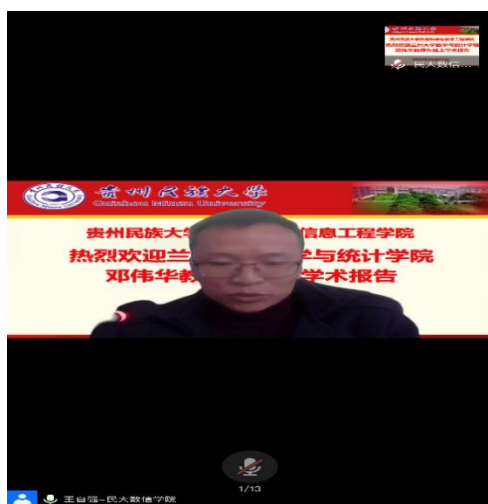 民大数信...
贵州民族大学
Guizhou Minzu University
贵州民族大 信息工程学院
热烈欢迎兰 学与统计学院
邓伟华教 学术报告
1/13
王自强-民大数信学院